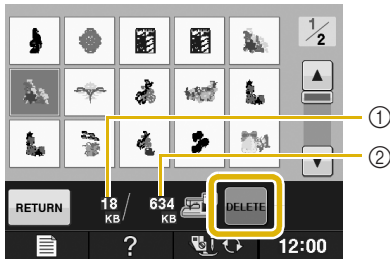 1/2
①
②
RETURN
18 KB / 634 KB
DELETE
?
12:00